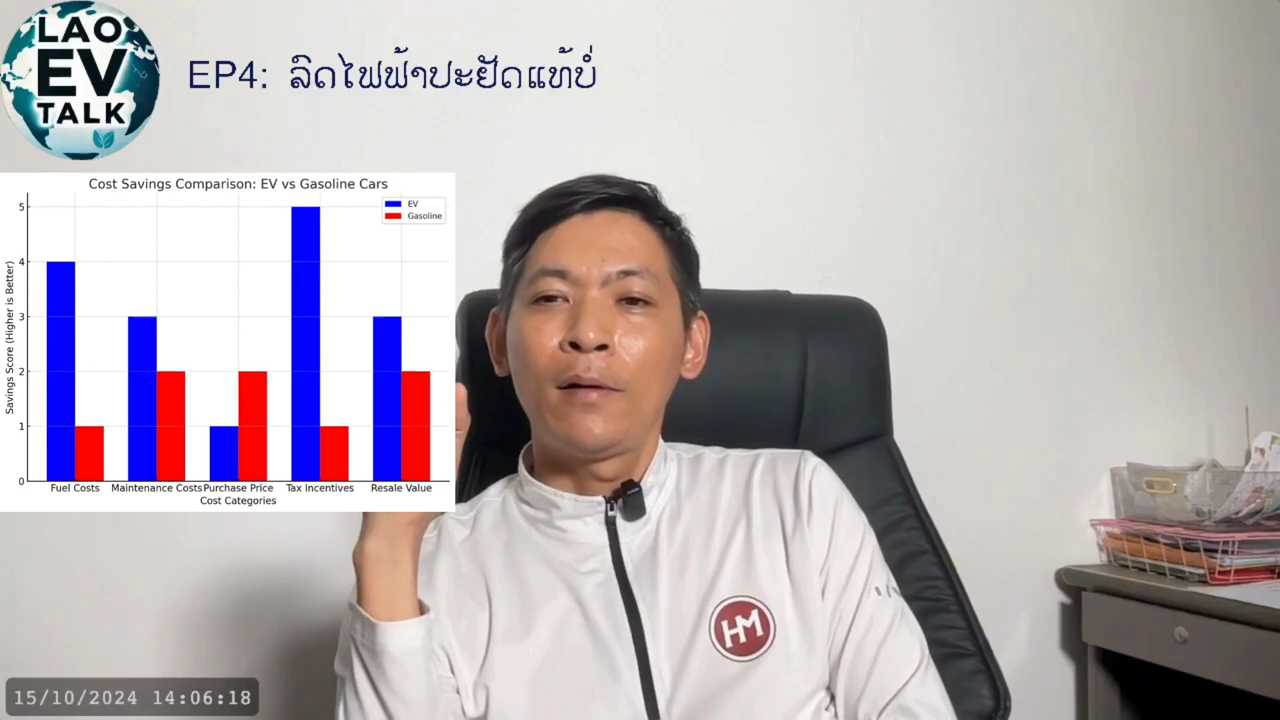 LAO
EV
TALK
EP4: ລົດໄຟຟ້າປະຢັດແທ້ບໍ່
Cost Savings Comparison: EV vs Gasoline Cars
EV
Gasoline
Savings Score (Higher is Better)
5
4
3
2
1
0
Fuel Costs Maintenance Costs Purchase Price Tax Incentives Resale Value
Cost Categories
HM
15/10/2024 14:06:18